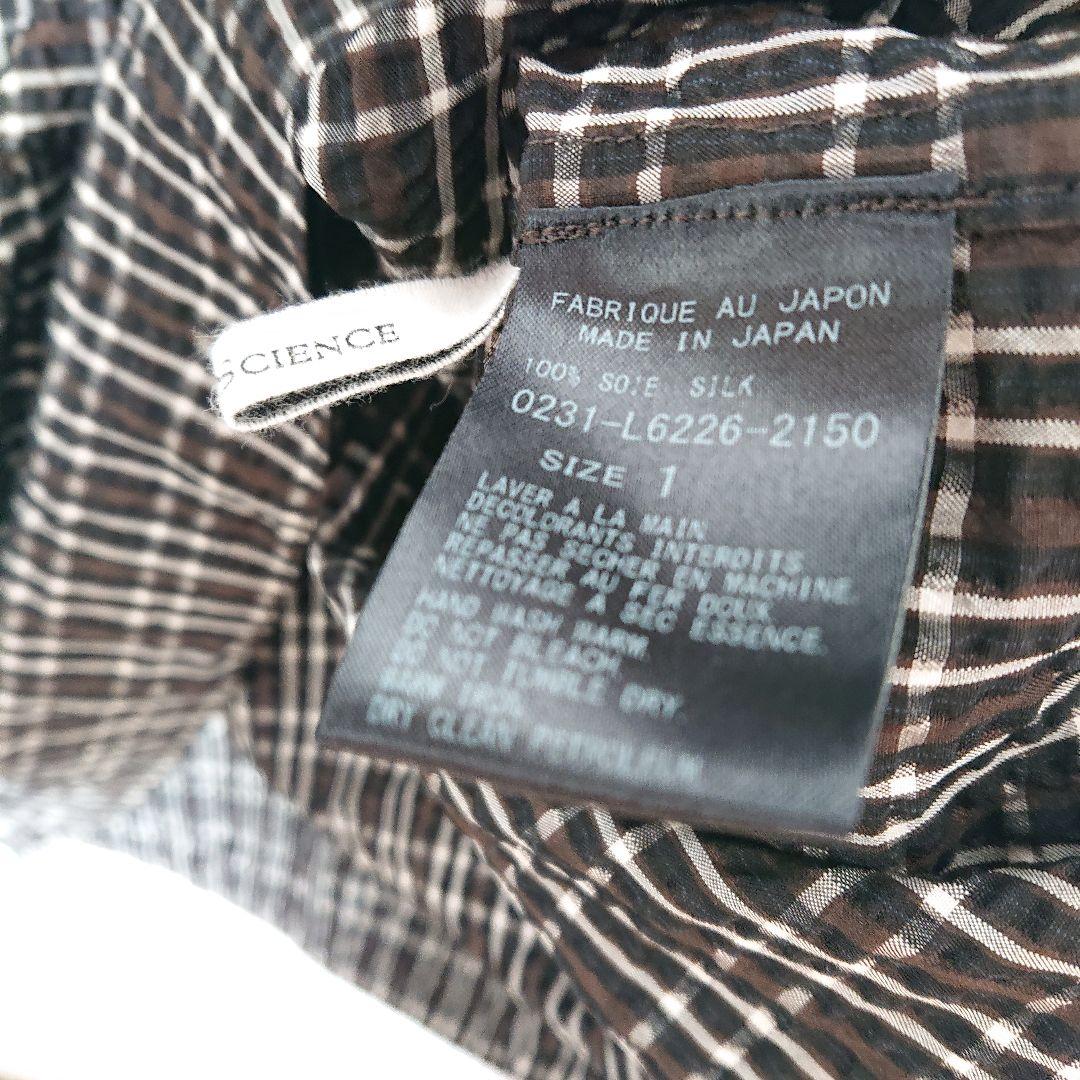 SCIENCE
FABRIQUE AU JAPON
MADE IN JAPAN
100% SOIE SILK
0231-L6226-2150
SIZE 1
LAVER A LA MAIN
DECOLORANTS INTERDITS
NE PAS SECHER EN MACHINE.
REPASSER AU FER DOUX
NETTOYAGE A SEC ESSENCE.
HAND WASH WARM
DO NOT BLEACH
DO NOT TUMBLE DRY.
WARM IRON.
DRY CLEAN PETROLEUM